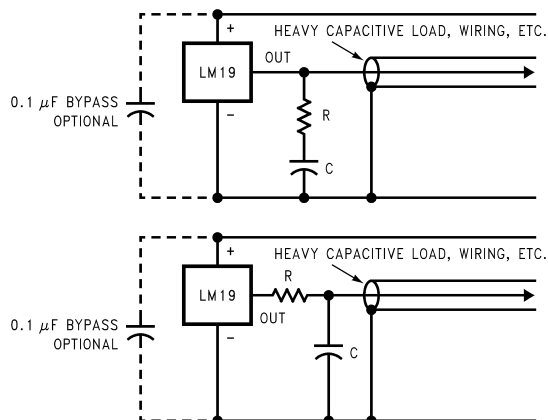 +
HEAVY CAPACITIVE LOAD, WIRING, ETC.
OUT
LM19
0.1 μF BYPASS
OPTIONAL
−
R
C
+
HEAVY CAPACITIVE LOAD, WIRING, ETC.
R
LM19
OUT
0.1 μF BYPASS
OPTIONAL
−
C